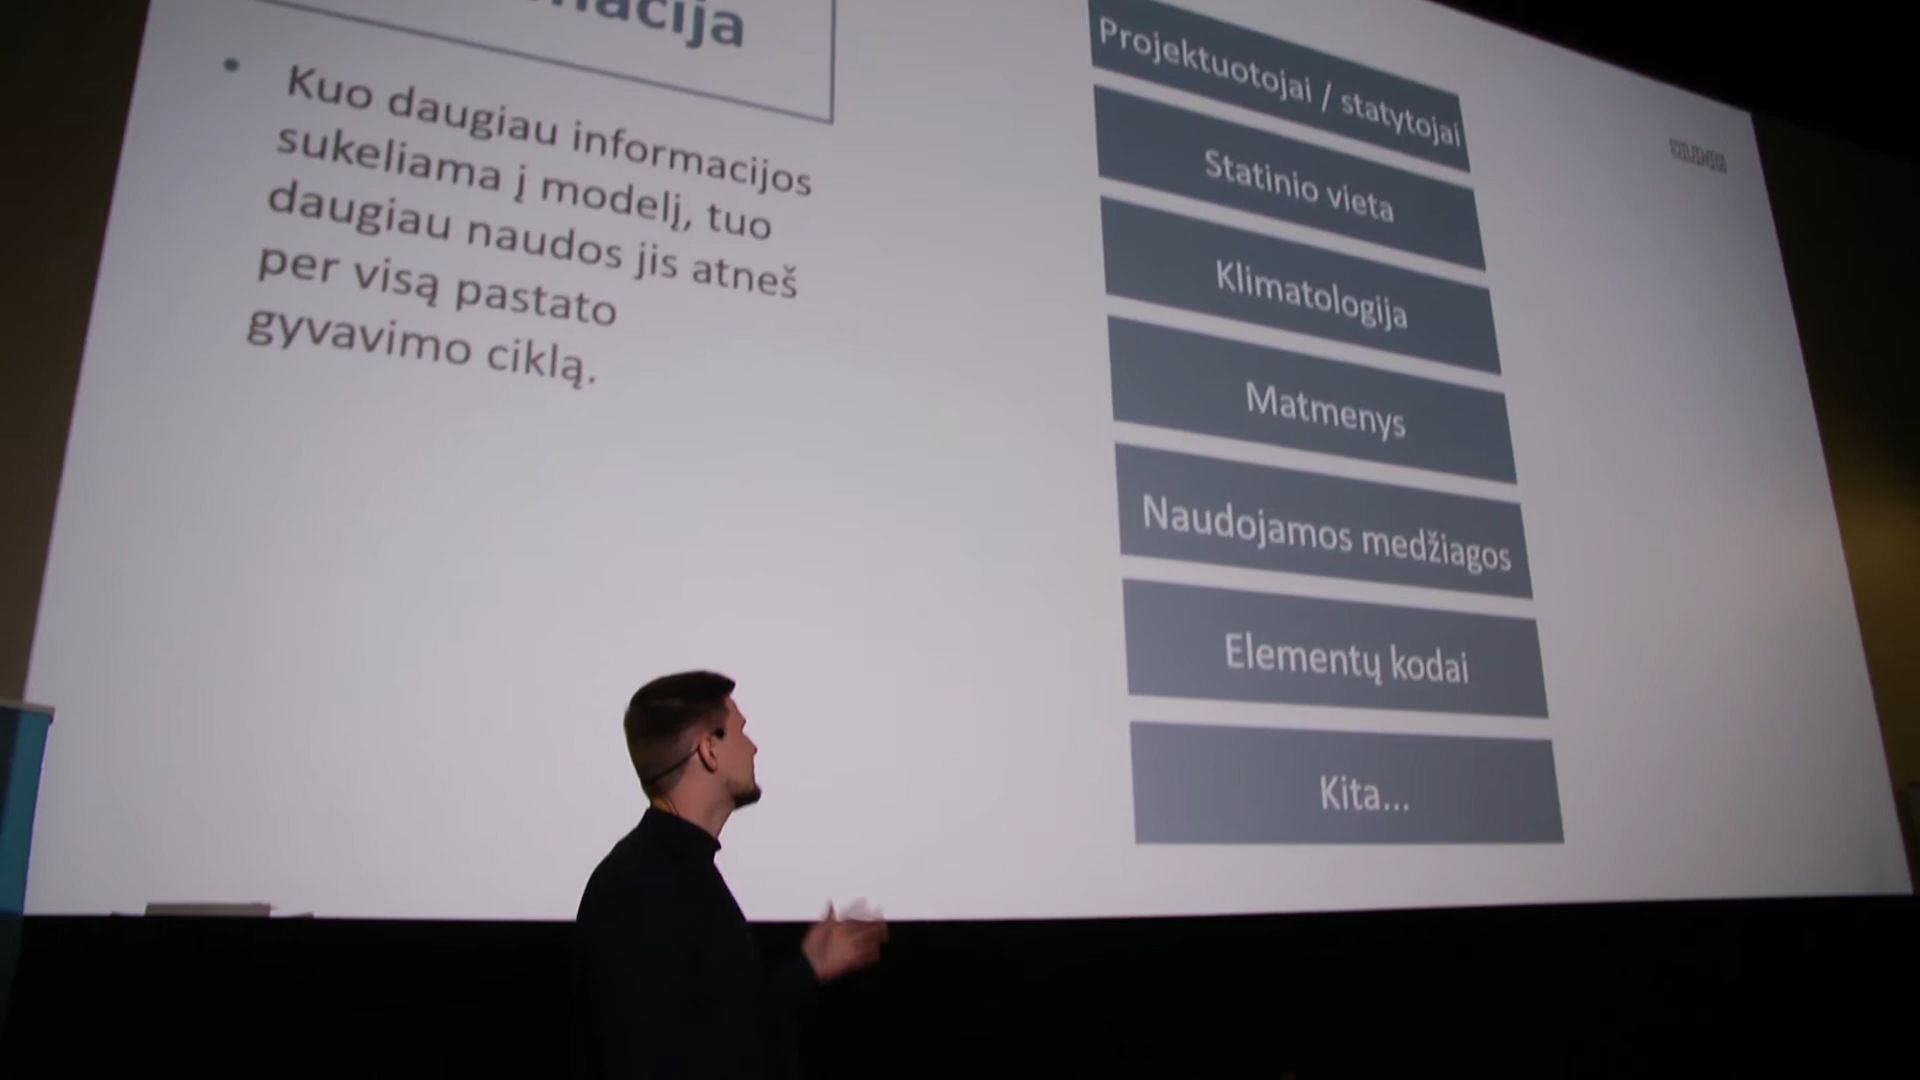 Kuo daugiau informacijos
sukeliama į modelį, tuo
daugiau naudos jis atneš
per visą pastato
gyvavimo ciklą.
Projektuotojai / statytojai
Statinio vieta
Klimatologija
Matmenys
Naudojamos medžiagos
Elementų kodai
Kita...